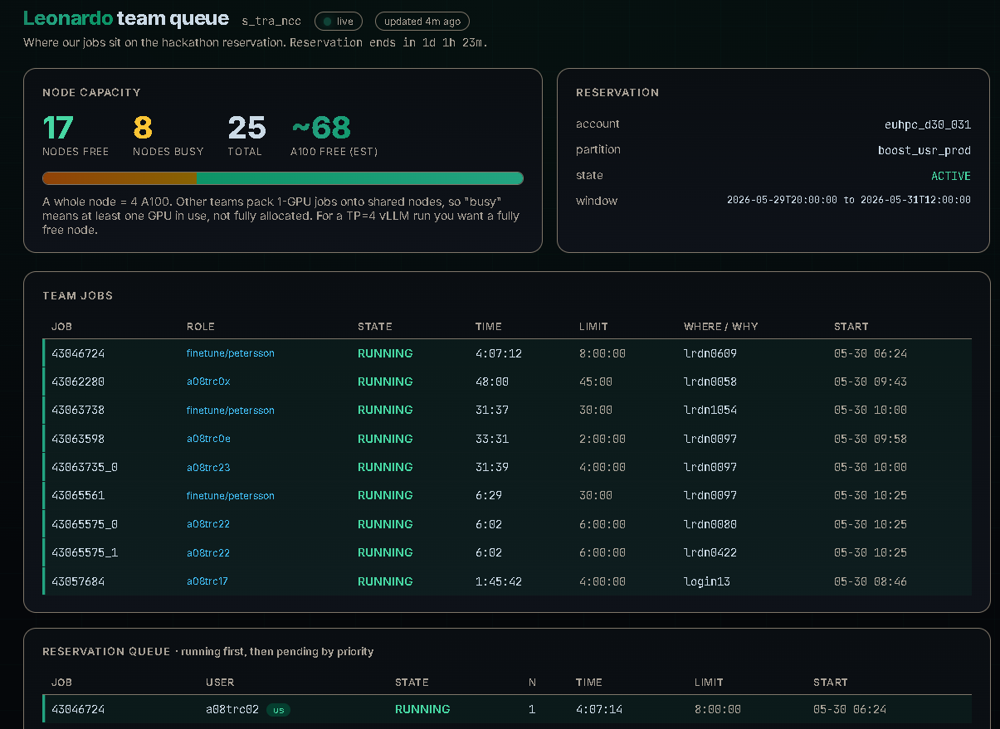 Leonardo team queue s_tra_ncc live updated 4m ago
Where our jobs sit on the hackathon reservation. Reservation ends in 1d 1h 23m.
NODE CAPACITY
17 8 25 ~68
NODES FREE NODES BUSY TOTAL A100 FREE (EST)
A whole node = 4 A100. Other teams pack 1-GPU jobs onto shared nodes, so "busy"
means at least one GPU in use, not fully allocated. For a TP=4 vLLM run you want a fully
free node.
RESERVATION
account euhpc_d30_031
partition boost_usr_prod
state ACTIVE
window 2026-05-29T20:00:00 to 2026-05-31T12:00:00
TEAM JOBS
JOB ROLE STATE TIME LIMIT WHERE / WHY START
43046724 finetune/petersson RUNNING 4:07:12 8:00:00 lrdn0609 05-30 06:24
43062280 a08trc0x RUNNING 48:00 45:00 lrdn0058 05-30 09:43
43063738 finetune/petersson RUNNING 31:37 30:00 lrdn1054 05-30 10:00
43063598 a08trc0e RUNNING 33:31 2:00:00 lrdn0097 05-30 09:58
43063735_0 a08trc23 RUNNING 31:39 4:00:00 lrdn0097 05-30 10:00
43065561 finetune/petersson RUNNING 6:29 30:00 lrdn0097 05-30 10:25
43065575_0 a08trc22 RUNNING 6:02 6:00:00 lrdn0080 05-30 10:25
43065575_1 a08trc22 RUNNING 6:02 6:00:00 lrdn0422 05-30 10:25
43057684 a08trc17 RUNNING 1:45:42 4:00:00 login13 05-30 08:46
RESERVATION QUEUE · running first, then pending by priority
JOB USER STATE N TIME LIMIT START
43046724 a08trc02 us RUNNING 1 4:07:14 8:00:00 05-30 06:24